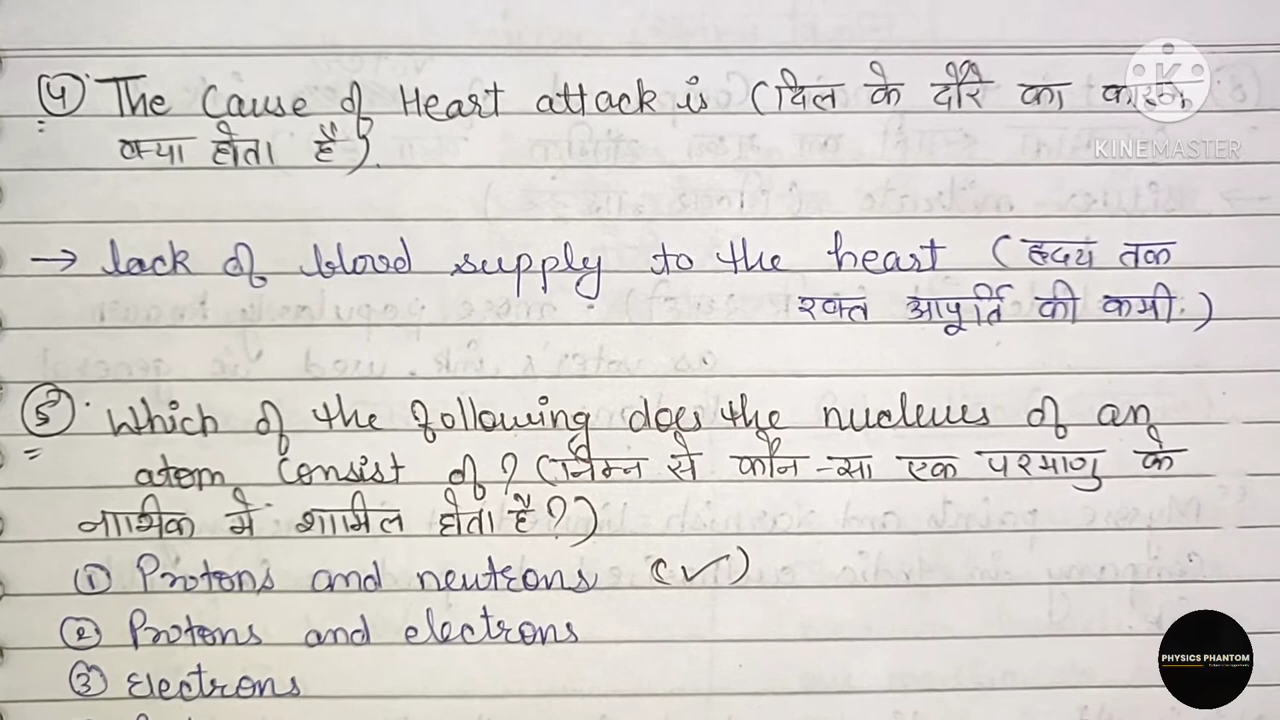 ④ The Cause of Heart attack is (दिल के दौरे का कारण
क्या होता है).
→ lack of blood supply to the heart (हृदय तक
रक्त आपूर्ति की कमी.)
⑤ Which of the following does the nucleus of an
atom consist of? (निम्न से कौन-सा एक परमाणु के
नाभिक में शामिल होता है?)
① Protons and neutrons (✓)
② Protons and electrons
③ Electrons
KINEMASTER
PHYSICS PHANTOM